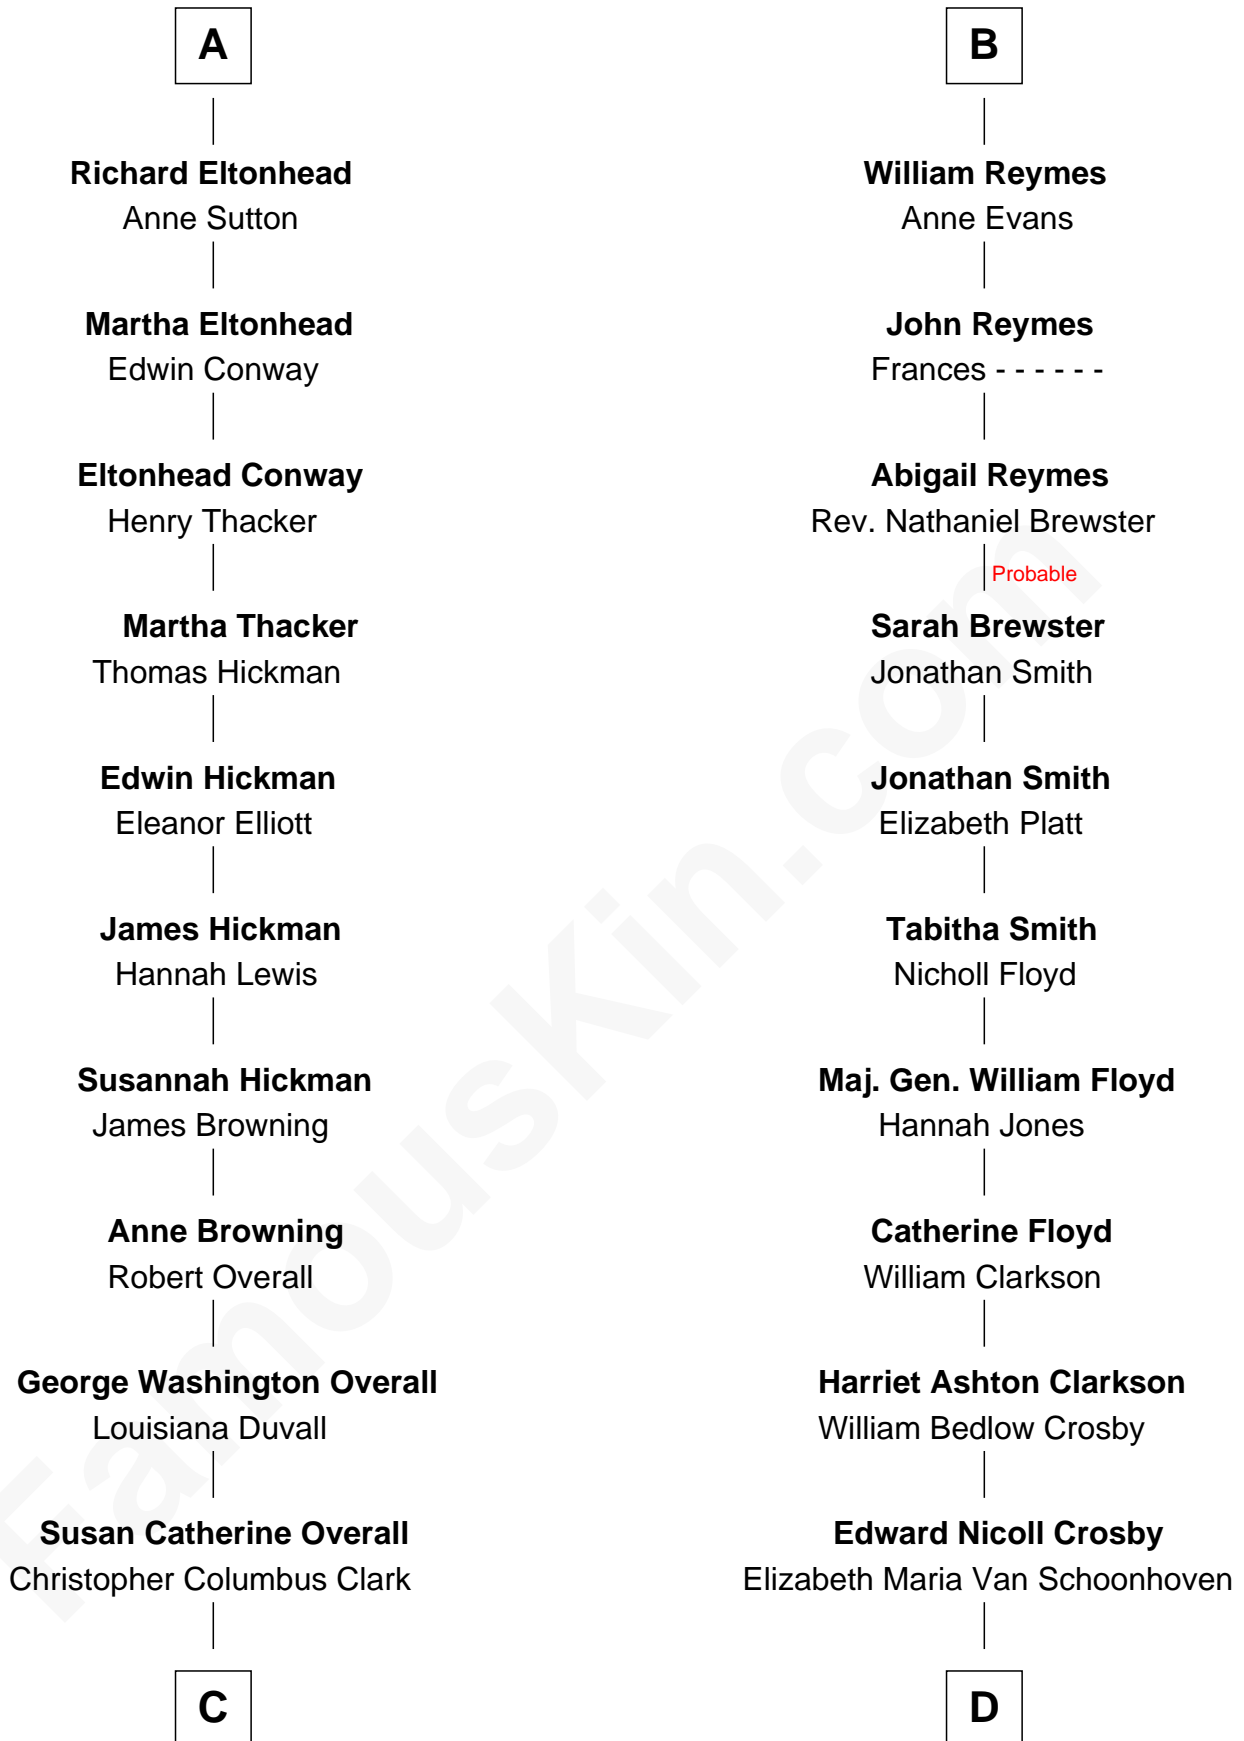 A
Richard Eltonhead
Anne Sutton
Martha Eltonhead
Edwin Conway
Eltonhead Conway
Henry Thacker
Martha Thacker
Thomas Hickman
Edwin Hickman
Eleanor Elliott
James Hickman
Hannah Lewis
Susannah Hickman
James Browning
Anne Browning
Robert Overall
George Washington Overall
Louisiana Duvall
Susan Catherine Overall
Christopher Columbus Clark
C
B
William Reymes
Anne Evans
John Reymes
Frances - - - - - -
Abigail Reymes
Rev. Nathaniel Brewster
Probable
Sarah Brewster
Jonathan Smith
Jonathan Smith
Elizabeth Platt
Tabitha Smith
Nicholl Floyd
Maj. Gen. William Floyd
Hannah Jones
Catherine Floyd
William Clarkson
Harriet Ashton Clarkson
William Bedlow Crosby
Edward Nicoll Crosby
Elizabeth Maria Van Schoonhoven
D
FamousKin.com